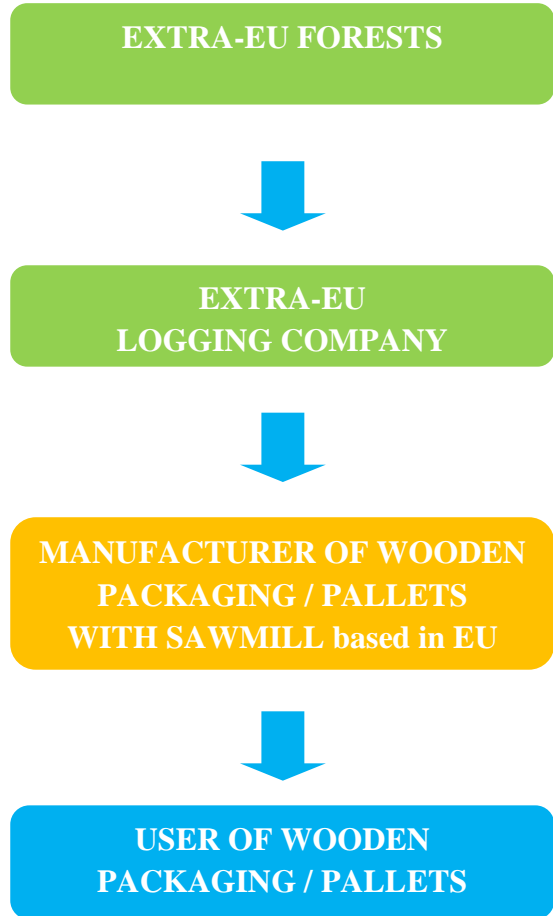 EXTRA-EU FORESTS
EXTRA-EU
LOGGING COMPANY
MANUFACTURER OF WOODEN
PACKAGING / PALLETS
WITH SAWMILL based in EU
USER OF WOODEN
PACKAGING / PALLETS